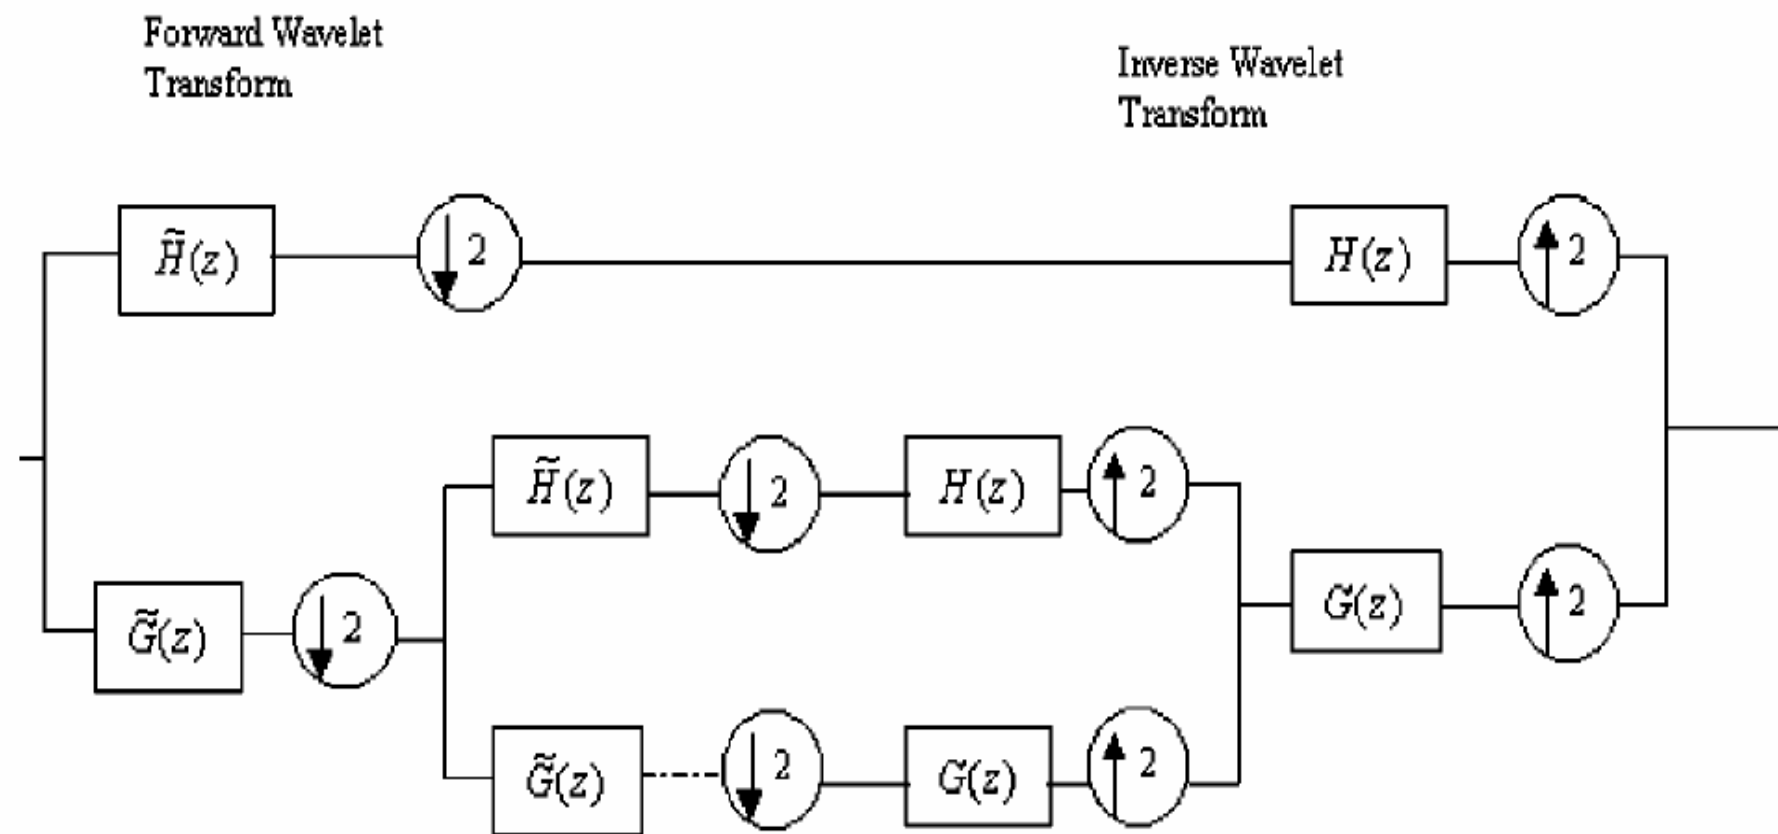 Forward Wavelet
Transform
Inverse Wavelet
Transform
H̃(z)
2
H(z)
2
H̃(z)
2
H(z)
2
G̃(z)
2
G(z)
2
G̃(z)
2
G(z)
2